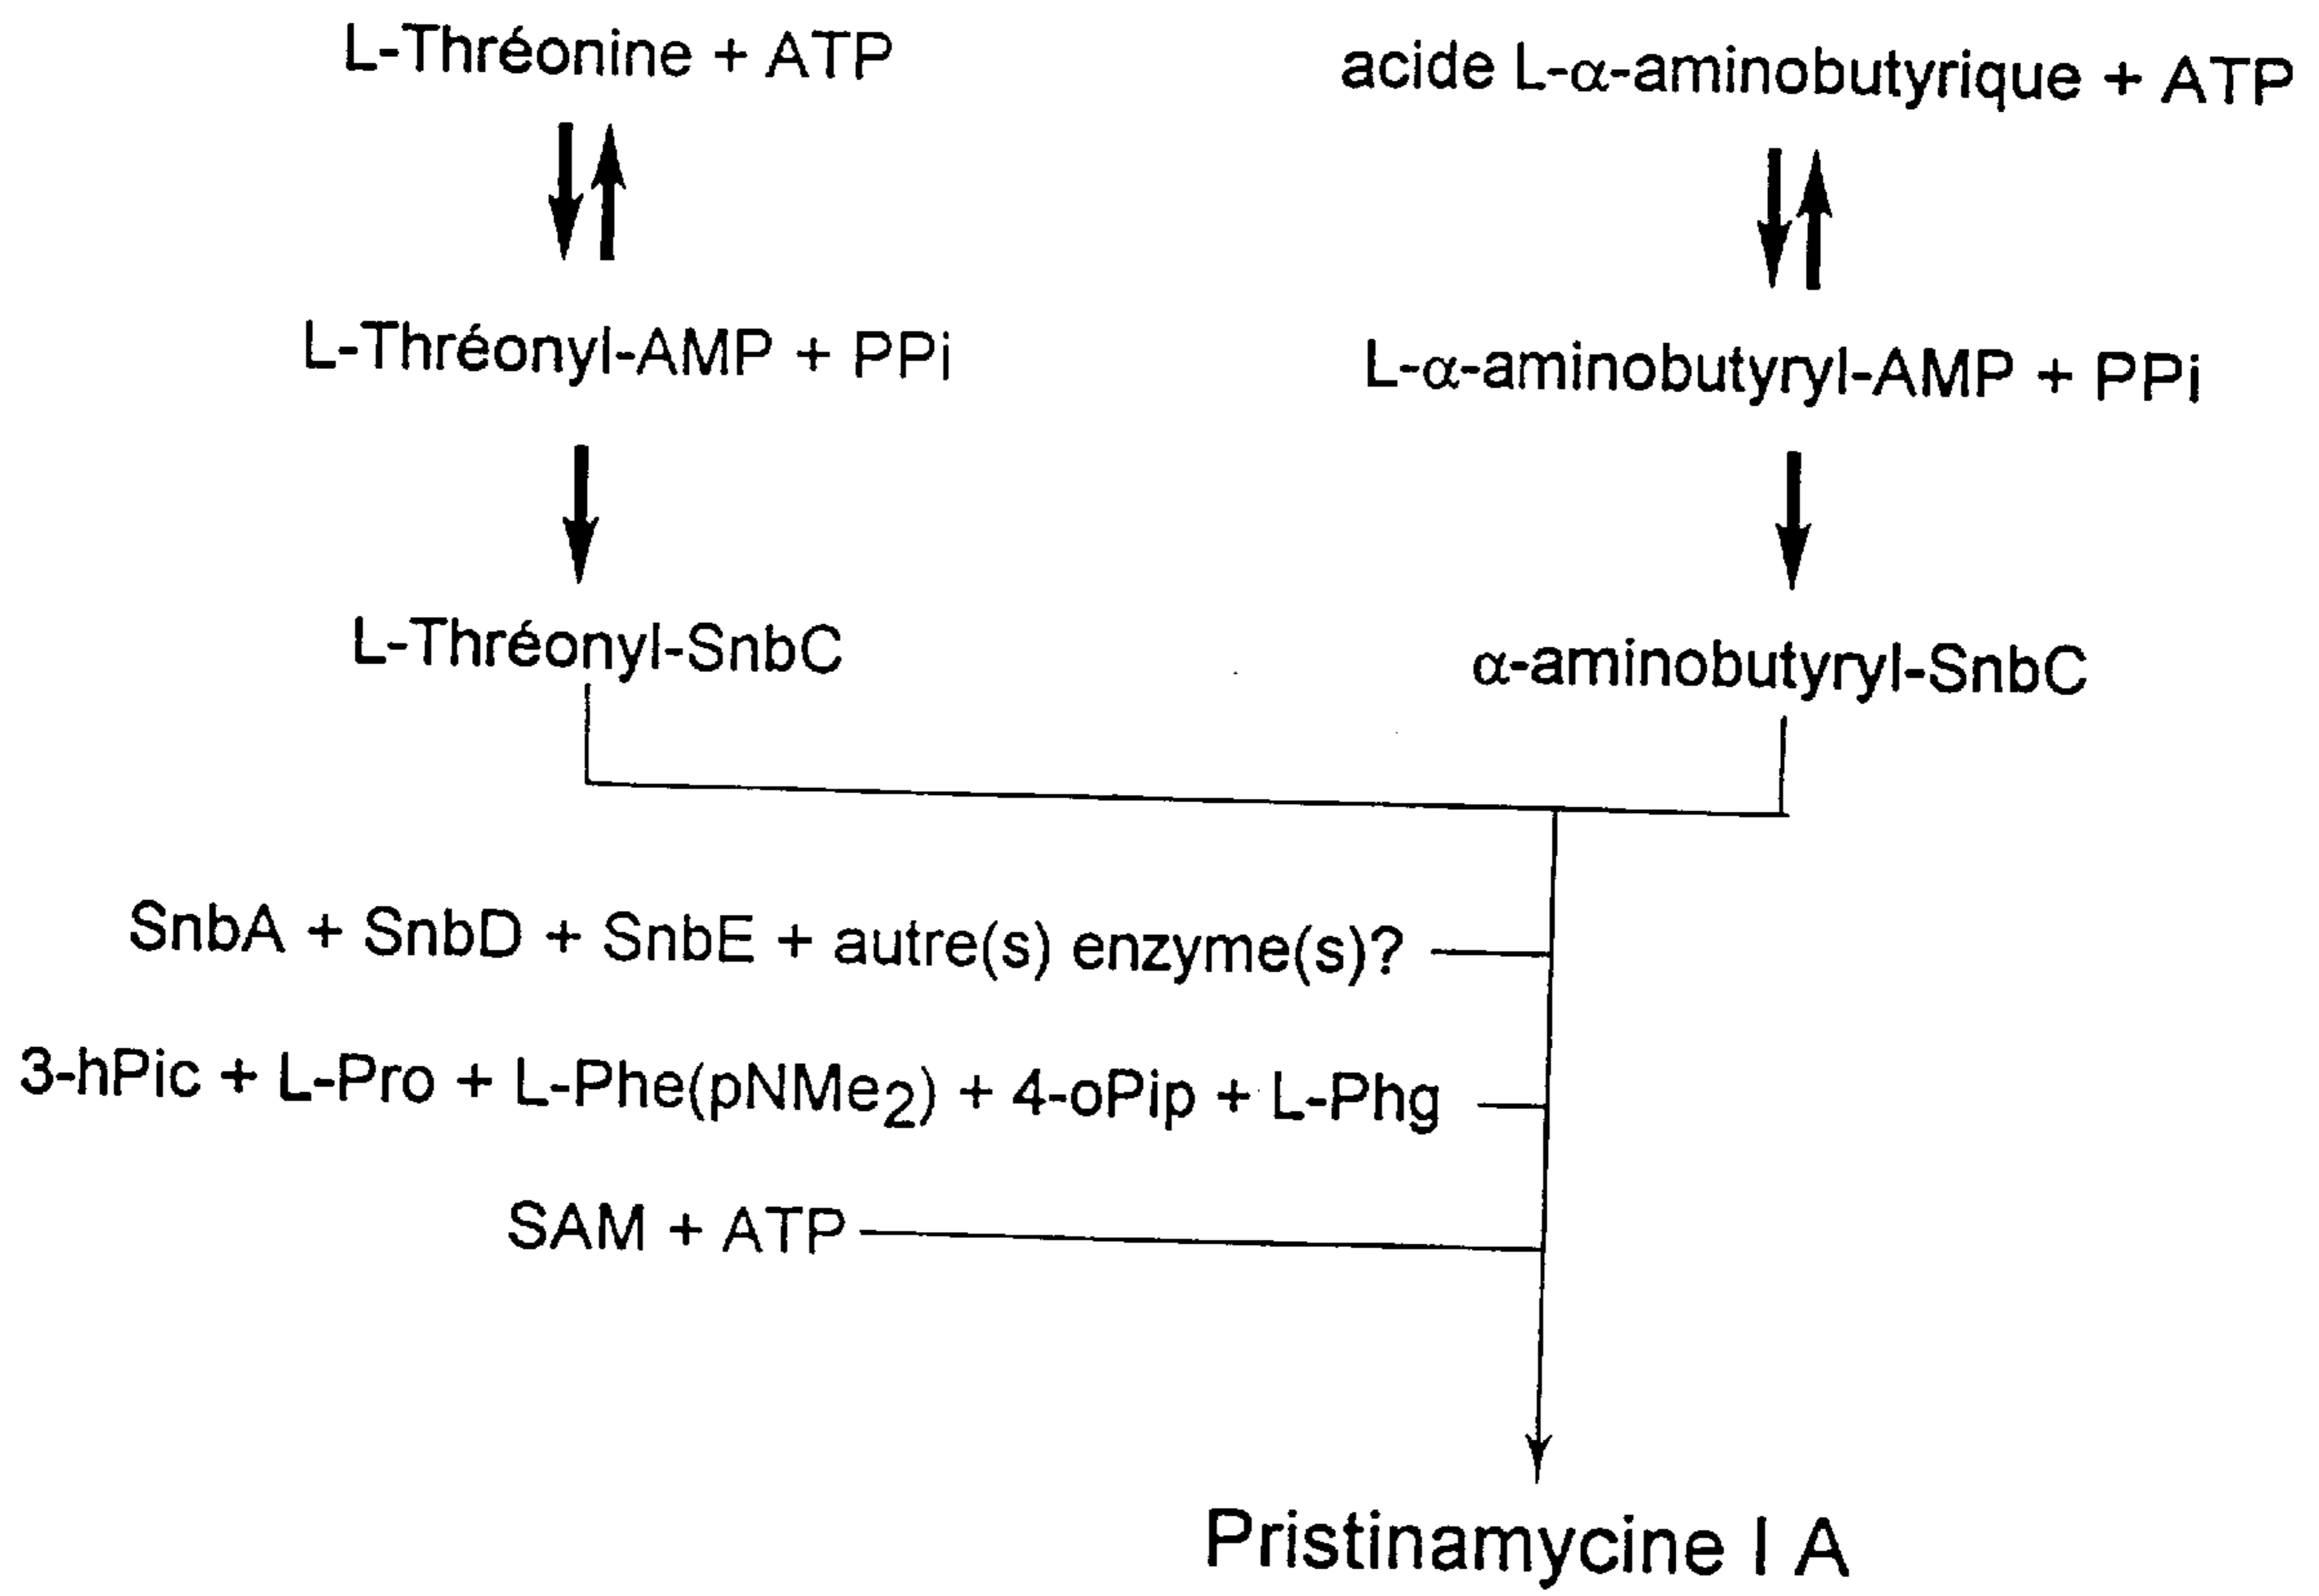 L-Thréonine + ATP
acide L-α-aminobutyrique + ATP
L-Thréonyl-AMP + PPi
L-α-aminobutyryl-AMP + PPi
L-Thréonyl-SnbC
α-aminobutyryl-SnbC
SnbA + SnbD + SnbE + autre(s) enzyme(s)?
3-hPic + L-Pro + L-Phe(pNMe2) + 4-oPip + L-Phg
SAM + ATP
Pristinamycine I A